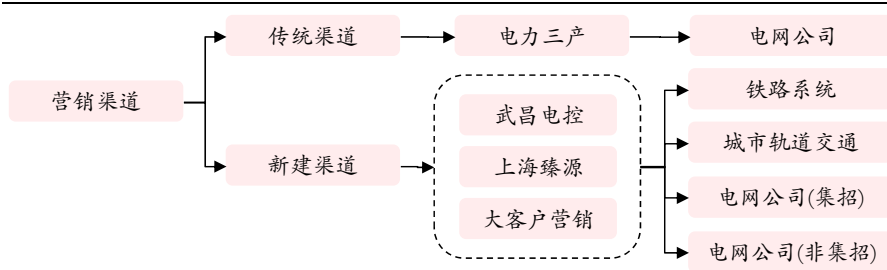 营销渠道
传统渠道
电力三产
电网公司
新建渠道
武昌电控
上海臻源
大客户营销
铁路系统
城市轨道交通
电网公司(集招)
电网公司(非集招)